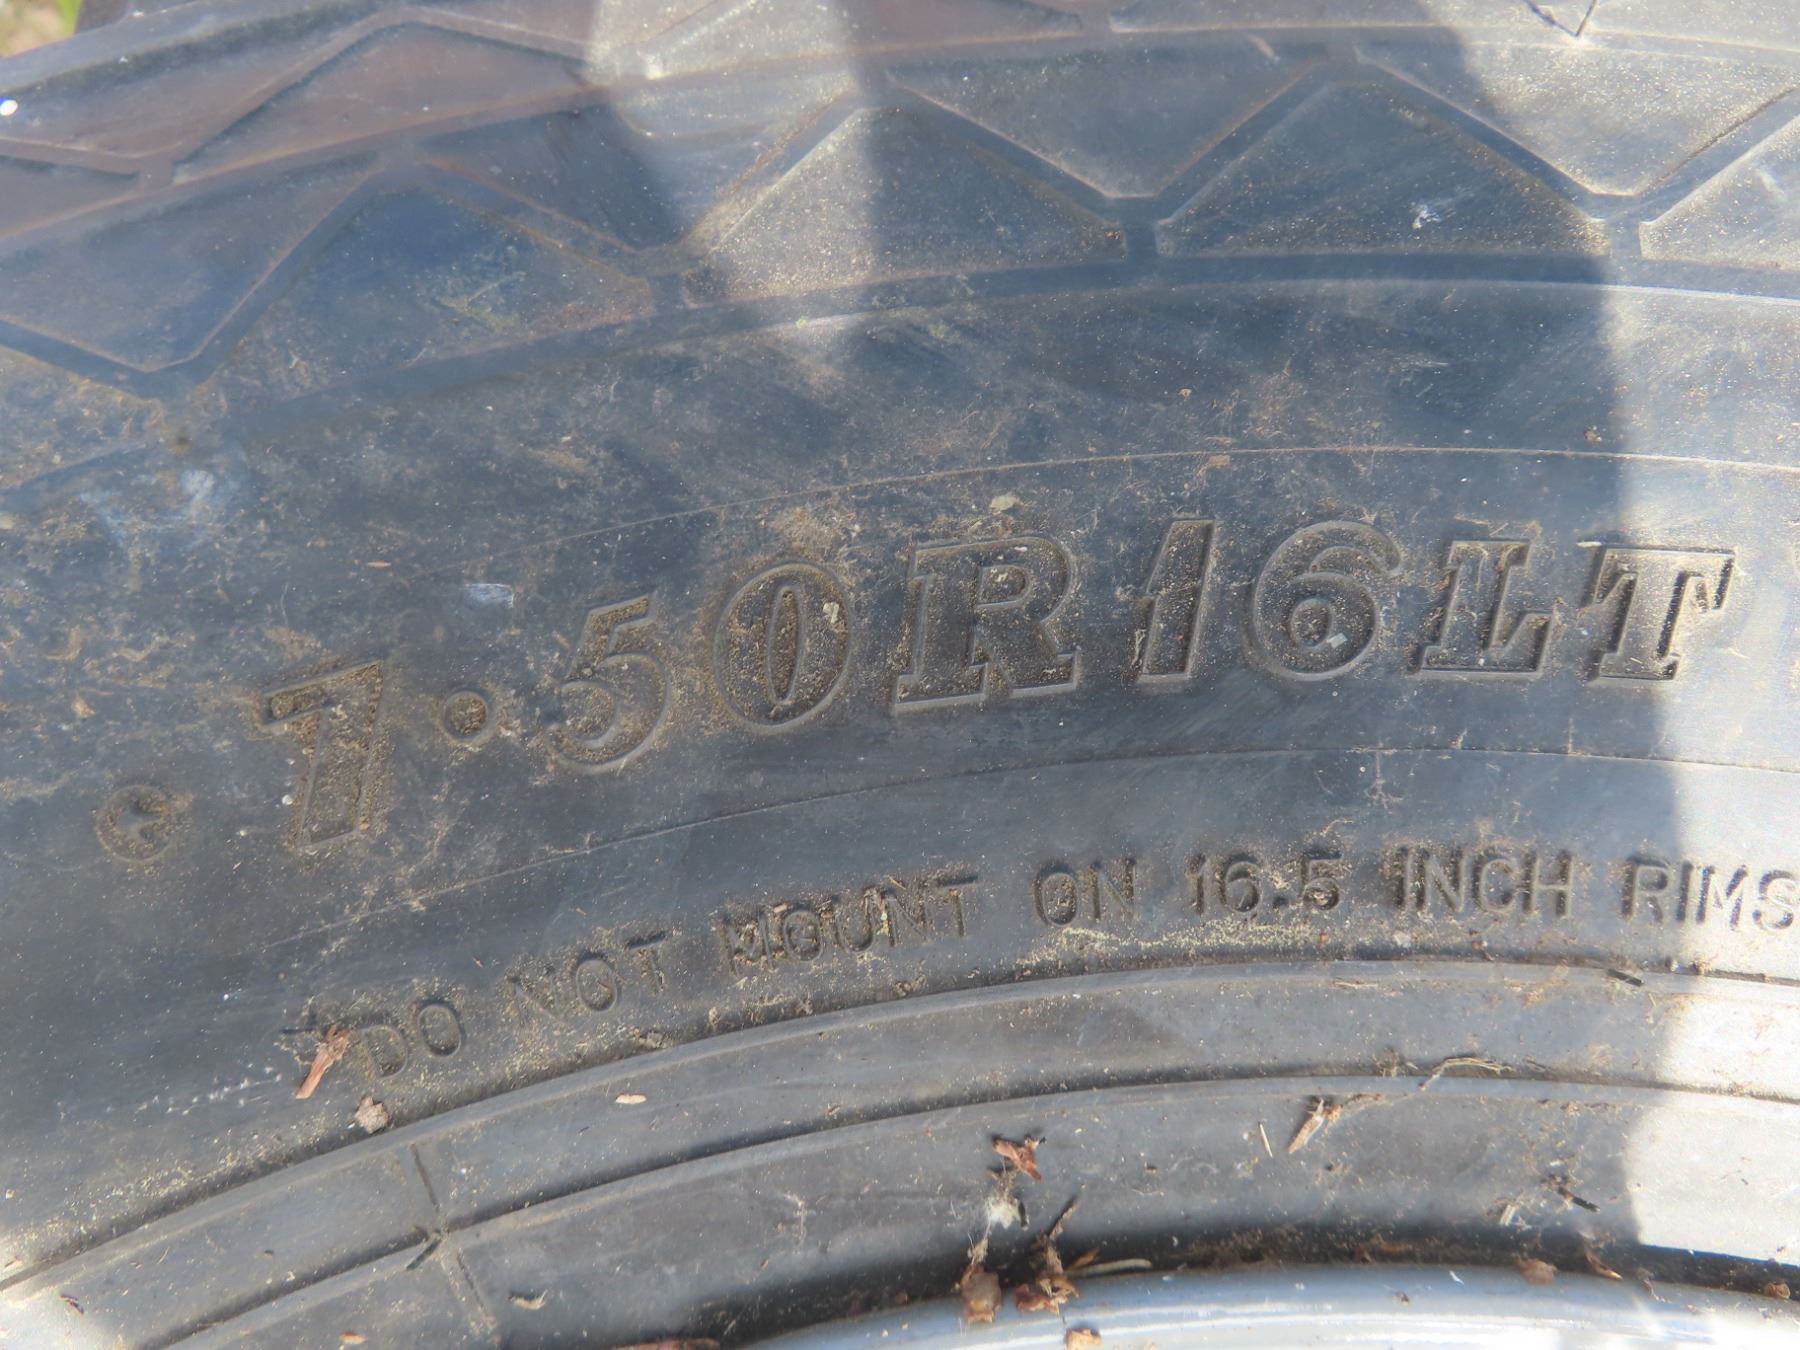 7.50R16LT
DO NOT MOUNT ON 16.5 INCH RIMS